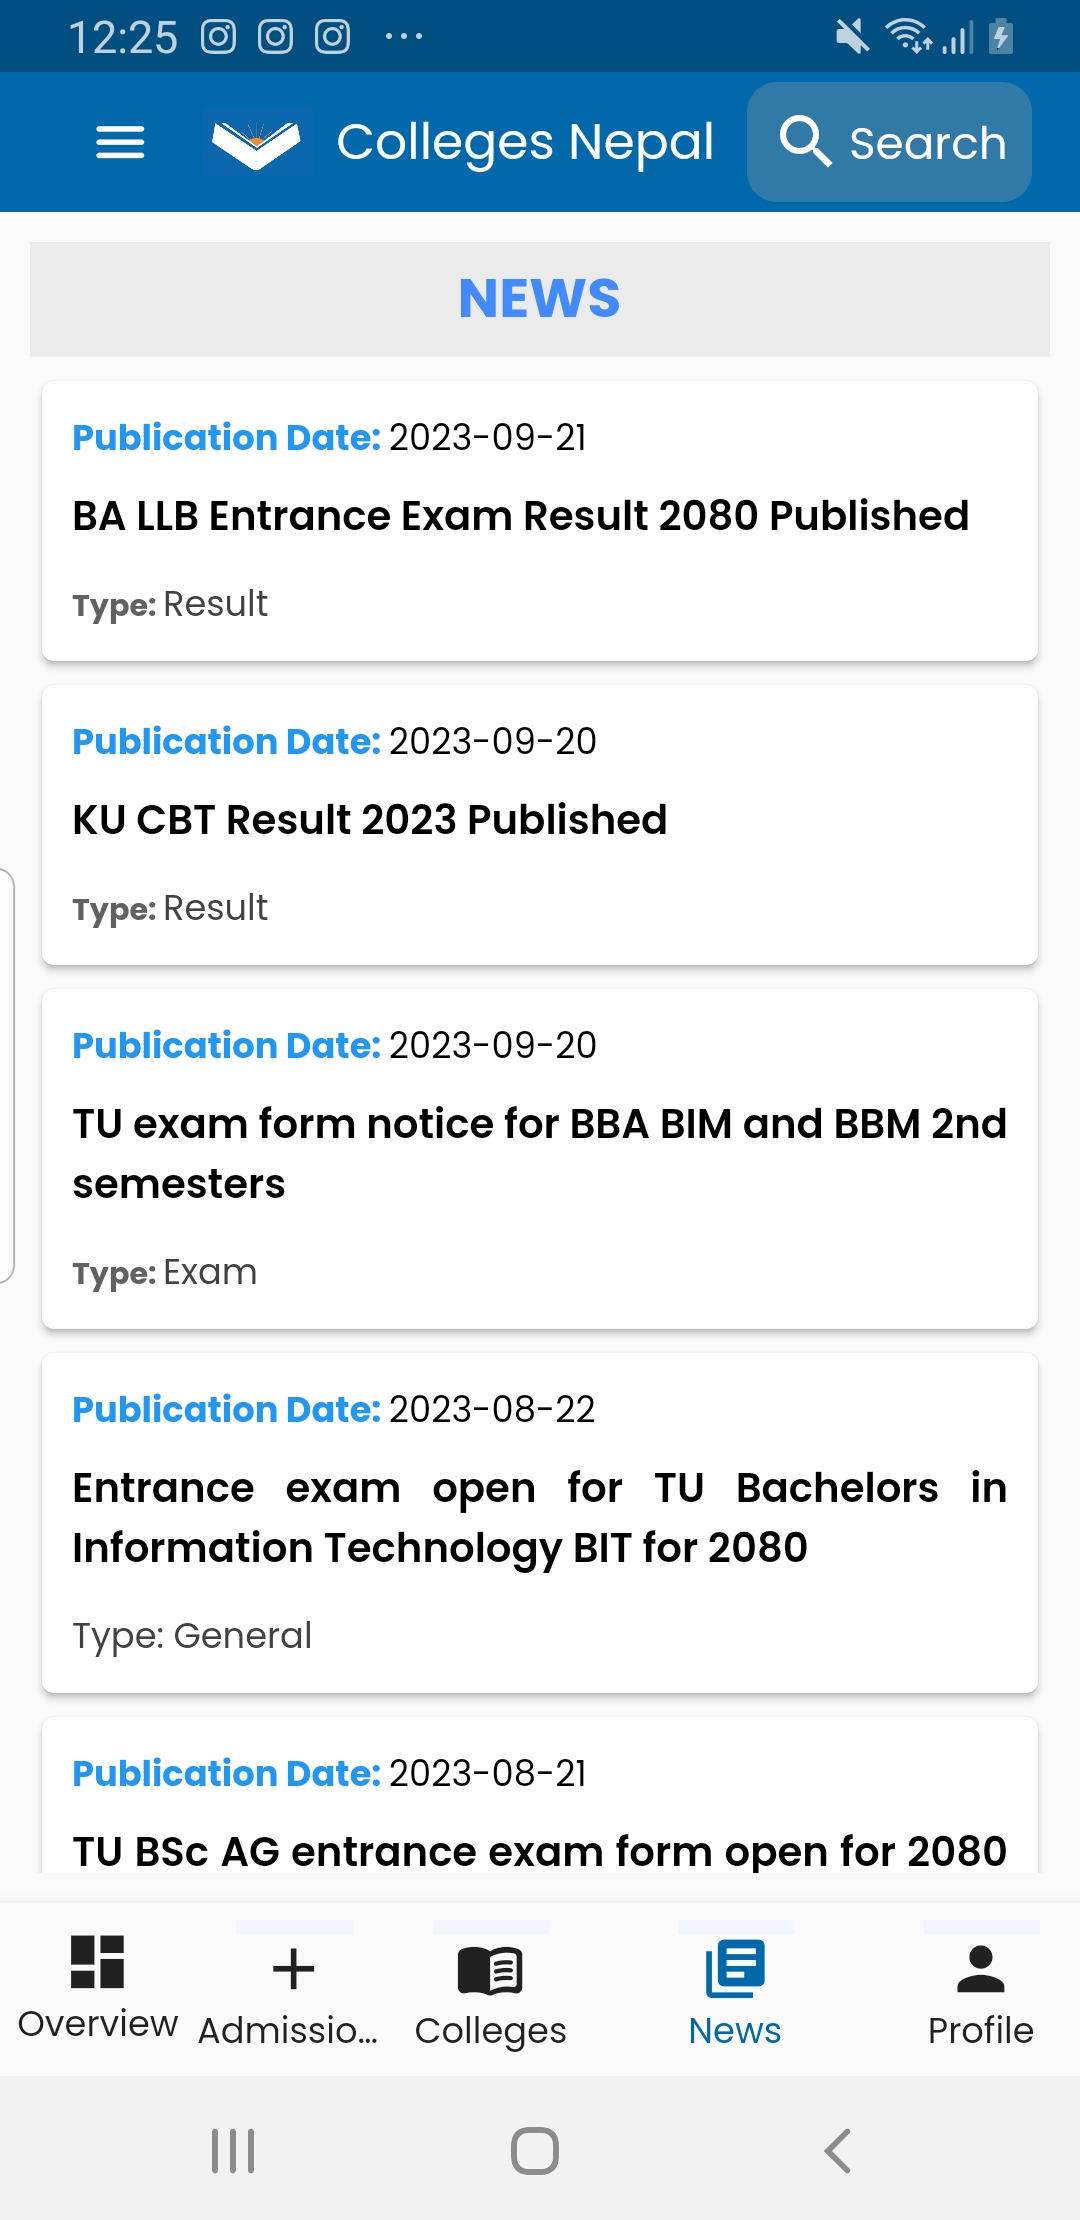 12:25
Colleges Nepal
Search
NEWS
Publication Date: 2023-09-21
BA LLB Entrance Exam Result 2080 Published
Type: Result
Publication Date: 2023-09-20
KU CBT Result 2023 Published
Type: Result
Publication Date: 2023-09-20
TU exam form notice for BBA BIM and BBM 2nd
semesters
Type: Exam
Publication Date: 2023-08-22
Entrance exam open for TU Bachelors in
Information Technology BIT for 2080
Type: General
Publication Date: 2023-08-21
TU BSc AG entrance exam form open for 2080
Overview
Admissio...
Colleges
News
Profile